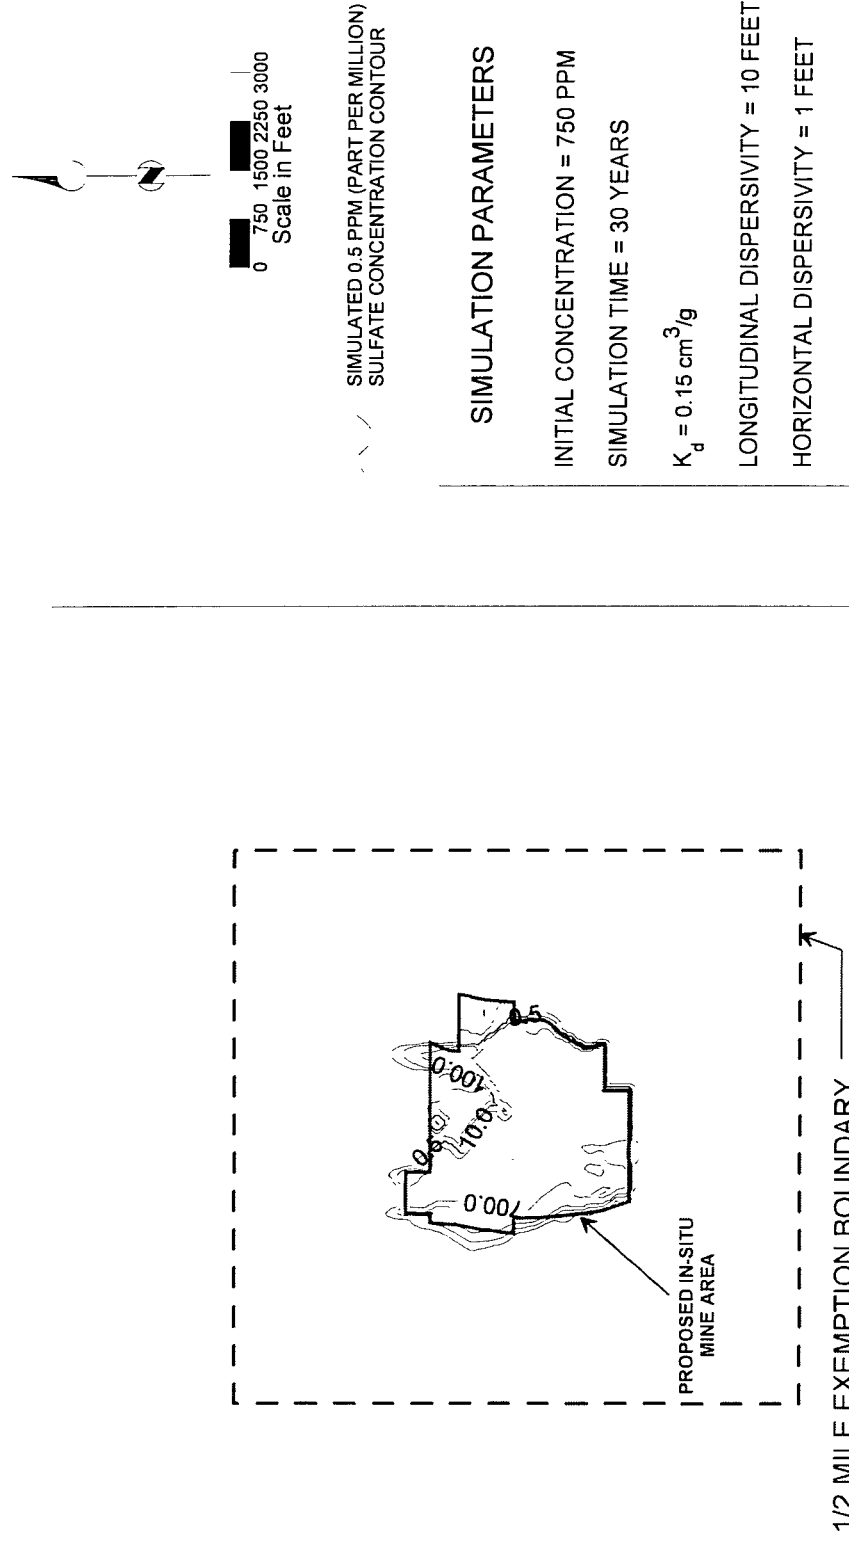 0 750 1500 2250 3000
Scale in Feet
SIMULATED 0.5 PPM (PART PER MILLION)
SULFATE CONCENTRATION CONTOUR
SIMULATION PARAMETERS
INITIAL CONCENTRATION = 750 PPM
SIMULATION TIME = 30 YEARS
Kd = 0.15 cm³/g
LONGITUDINAL DISPERSIVITY = 10 FEET
HORIZONTAL DISPERSIVITY = 1 FEET
0.5
100.0
10.0
0.5
700.0
PROPOSED IN-SITU
MINE AREA
1/2 MILE EXEMPTION BOUNDARY